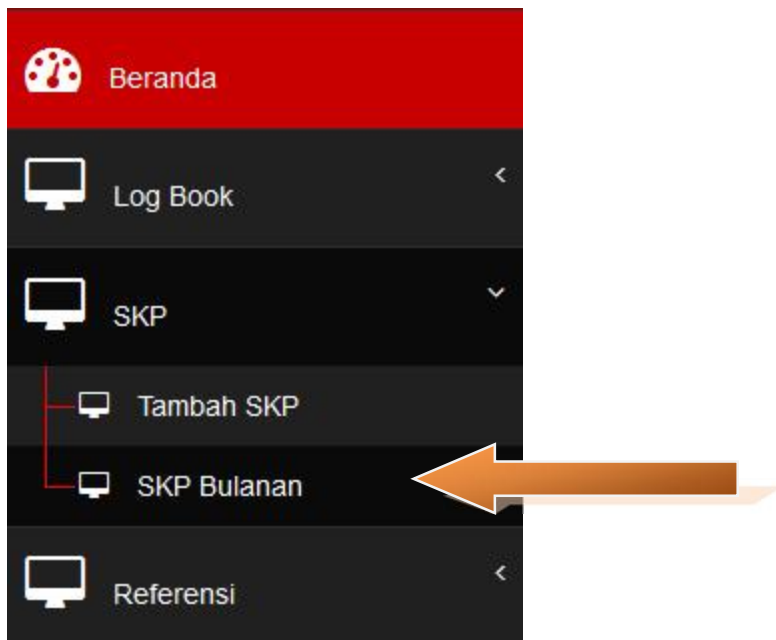 Beranda
Log Book
SKP
Tambah SKP
SKP Bulanan
Referensi